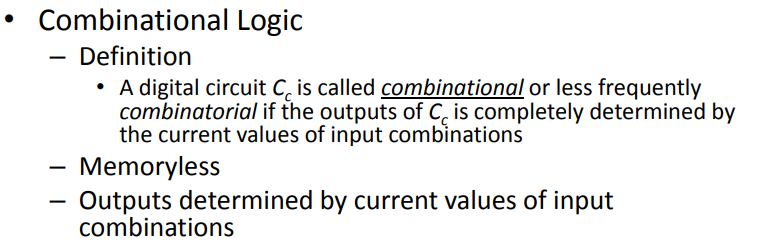 • Combinational Logic
– Definition
• A digital circuit Cc is called combinational or less frequently
combinatorial if the outputs of Cc is completely determined by
the current values of input combinations
– Memoryless
– Outputs determined by current values of input
combinations